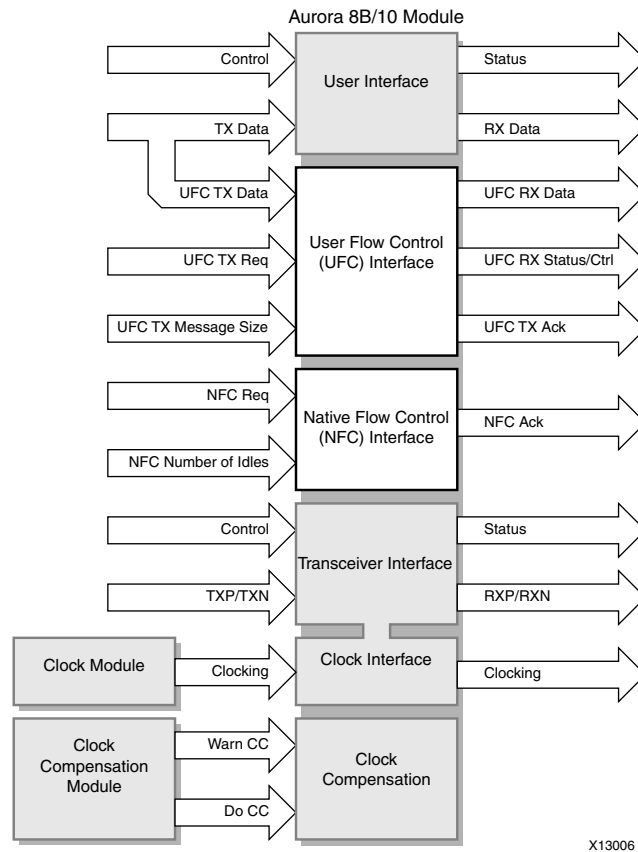 Aurora 8B/10 Module
Control
User Interface
Status
TX Data
RX Data
UFC TX Data
User Flow Control
(UFC) Interface
UFC RX Data
UFC TX Req
UFC RX Status/Ctrl
UFC TX Message Size
UFC TX Ack
NFC Req
Native Flow Control
(NFC) Interface
NFC Ack
NFC Number of Idles
Control
Transceiver Interface
Status
TXP/TXN
RXP/RXN
Clock Module
Clocking
Clock Interface
Clocking
Clock
Compensation
Module
Warn CC
Do CC
Clock
Compensation
X13006